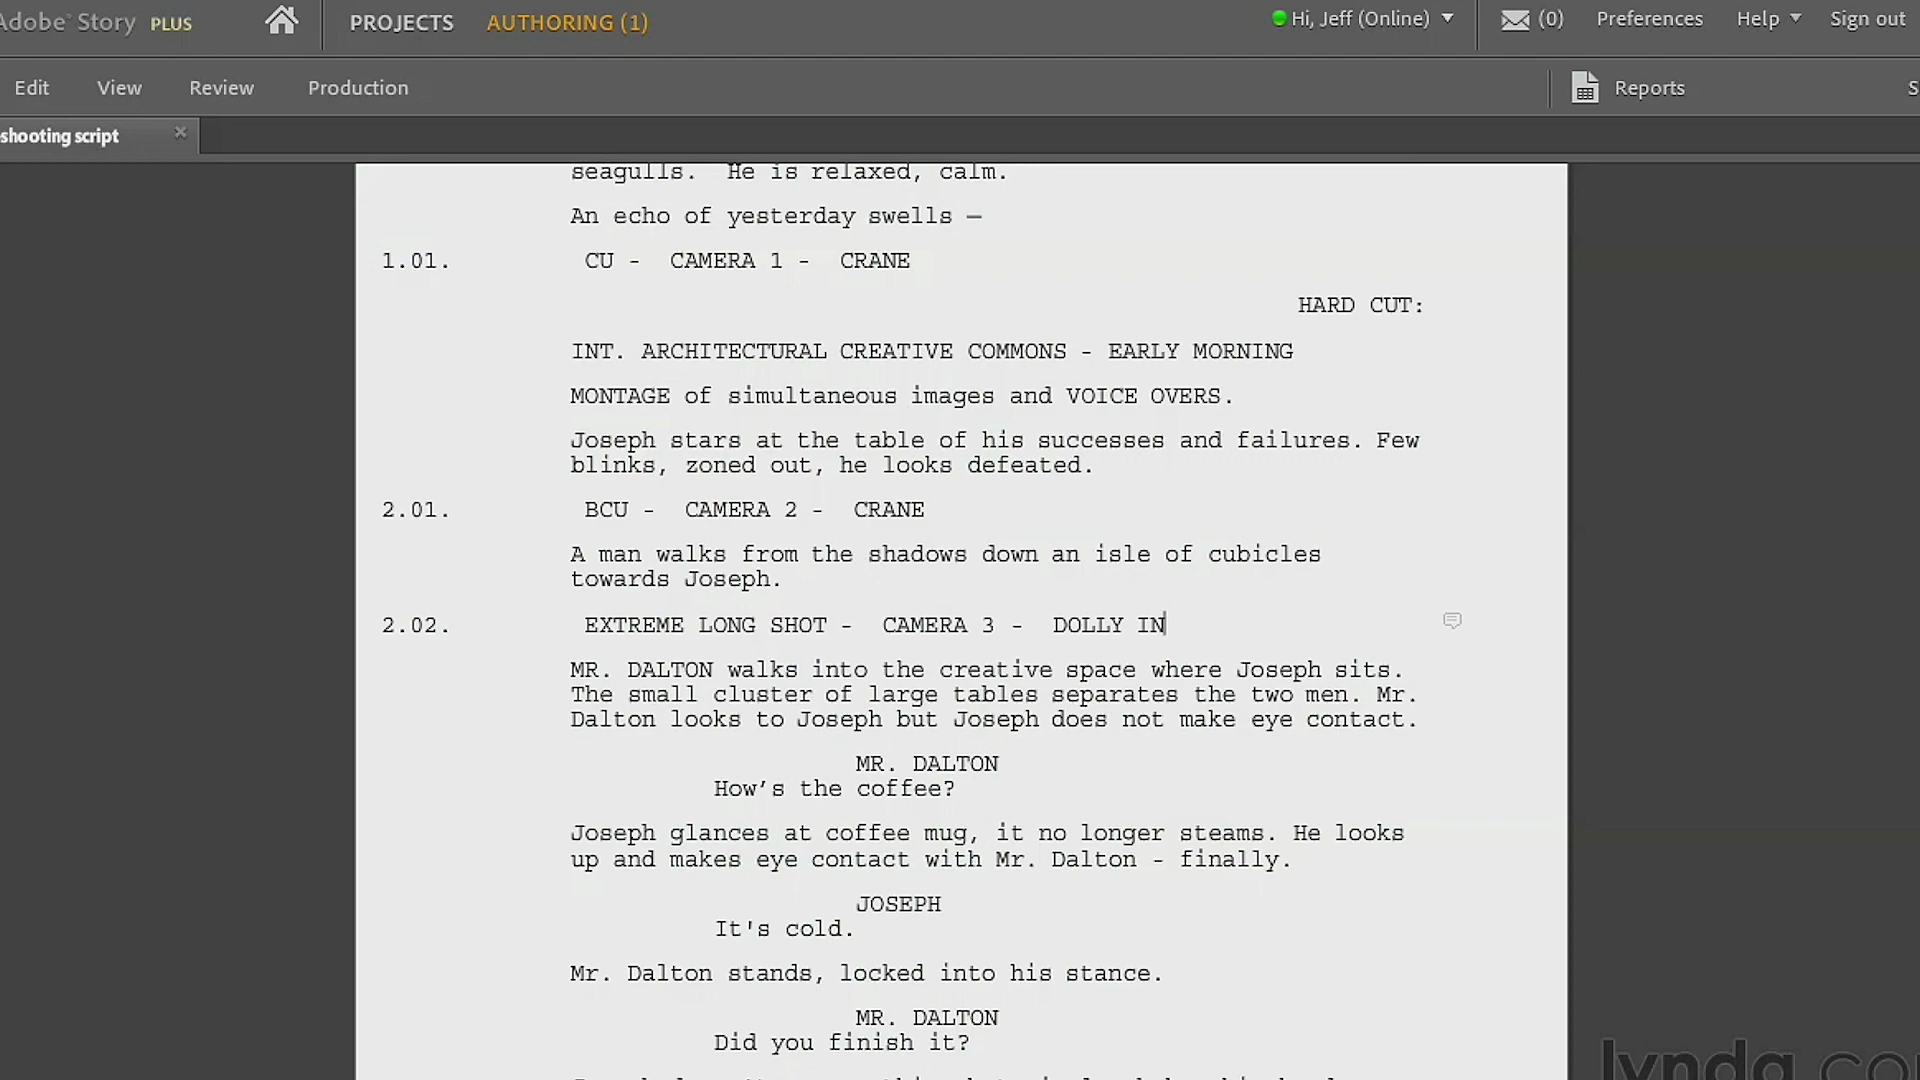 Adobe Story PLUS
PROJECTS
AUTHORING (1)
Hi, Jeff (Online)
(0)
Preferences
Help
Sign out
Edit
View
Review
Production
Reports
S
shooting script
seagulls. He is relaxed, calm.
An echo of yesterday swells —
1.01. CU - CAMERA 1 - CRANE
HARD CUT:
INT. ARCHITECTURAL CREATIVE COMMONS - EARLY MORNING
MONTAGE of simultaneous images and VOICE OVERS.
Joseph stars at the table of his successes and failures. Few
blinks, zoned out, he looks defeated.
2.01. BCU - CAMERA 2 - CRANE
A man walks from the shadows down an isle of cubicles
towards Joseph.
2.02. EXTREME LONG SHOT - CAMERA 3 - DOLLY IN
MR. DALTON walks into the creative space where Joseph sits.
The small cluster of large tables separates the two men. Mr.
Dalton looks to Joseph but Joseph does not make eye contact.
MR. DALTON
How’s the coffee?
Joseph glances at coffee mug, it no longer steams. He looks
up and makes eye contact with Mr. Dalton - finally.
JOSEPH
It's cold.
Mr. Dalton stands, locked into his stance.
MR. DALTON
Did you finish it?
lynda.co